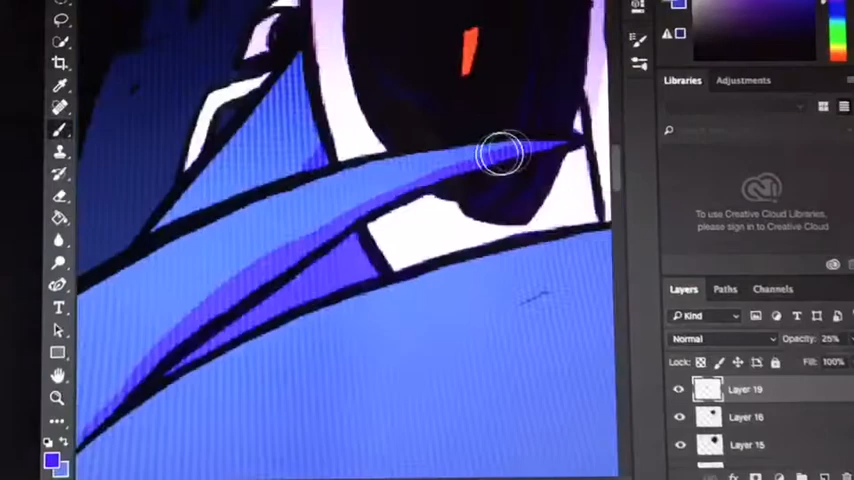 Libraries
Adjustments
To use Creative Cloud Libraries,
please sign in to Creative Cloud
Layers
Paths
Channels
Kind
Normal
Opacity: 25%
Lock:
Fill: 100%
Layer 19
Layer 16
Layer 15
T
T
fx